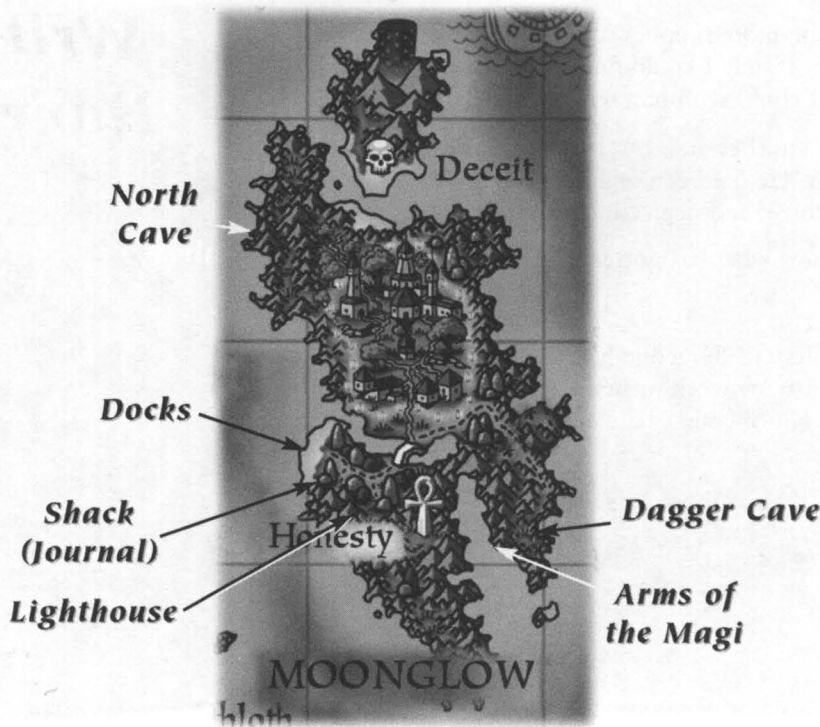 Deceit
North
Cave
Docks
Shack
(Journal)
Honesty
Lighthouse
Dagger Cave
Arms of
the Magi
MOONGLOW